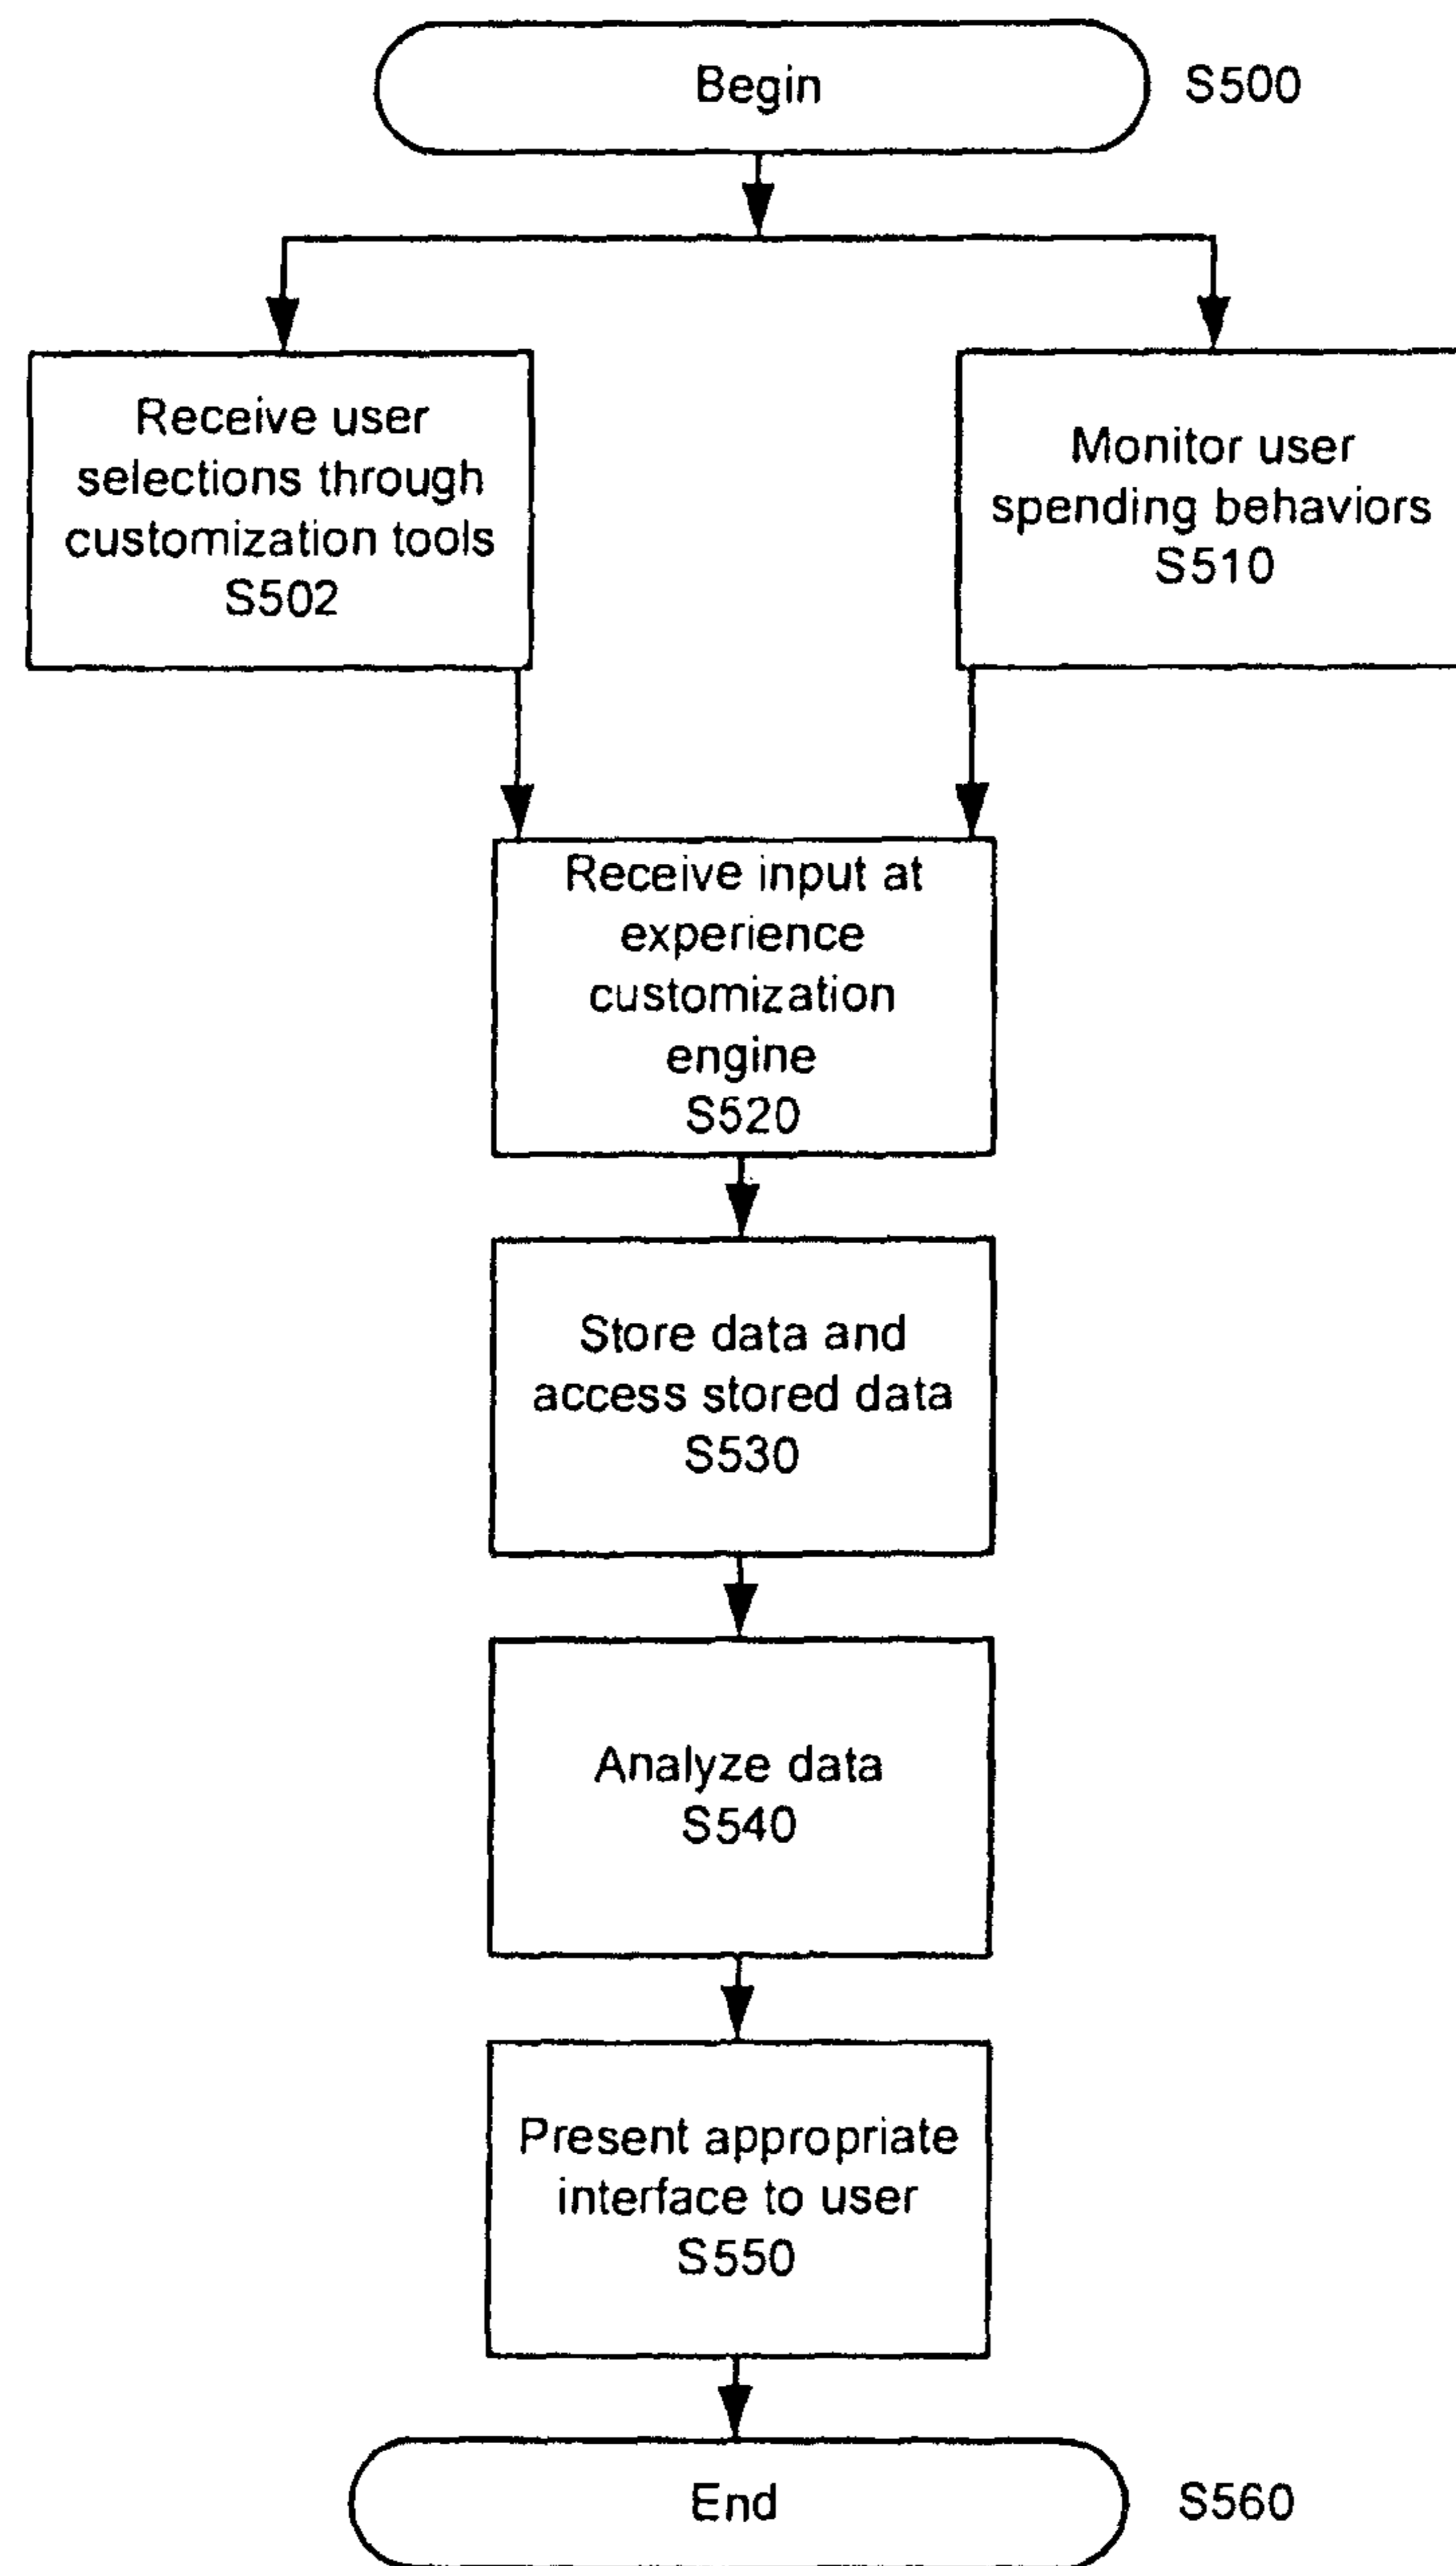 Begin
S500
Receive user
selections through
customization tools
S502
Monitor user
spending behaviors
S510
Receive input at
experience
customization
engine
S520
Store data and
access stored data
S530
Analyze data
S540
Present appropriate
interface to user
S550
End
S560